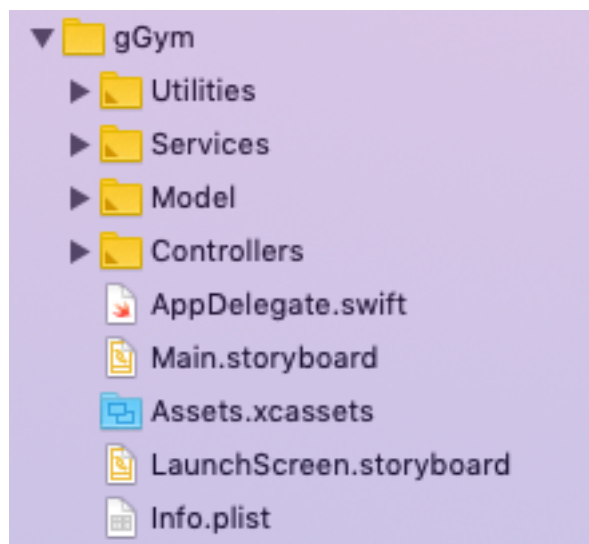 gGym
Utilities
Services
Model
Controllers
AppDelegate.swift
Main.storyboard
Assets.xcassets
LaunchScreen.storyboard
Info.plist